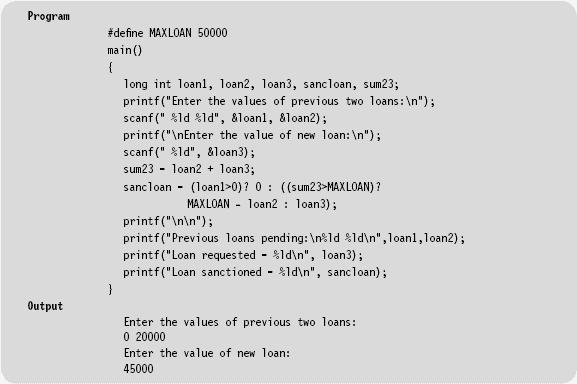 Program
#define MAXLOAN 50000
main()
{
long int loan1, loan2, loan3, sancloan, sum23;
printf("Enter the values of previous two loans:\n");
scanf(" %ld %ld", &loan1, &loan2);
printf("\nEnter the value of new loan:\n");
scanf(" %ld", &loan3);
sum23 = loan2 + loan3;
sancloan = (loan1>0)? 0 : ((sum23>MAXLOAN)?
MAXLOAN - loan2 : loan3);
printf("\n\n");
printf("Previous loans pending:\n%ld %ld\n",loan1,loan2);
printf("Loan requested = %ld\n", loan3);
printf("Loan sanctioned = %ld\n", sancloan);
}
Output
Enter the values of previous two loans:
0 20000
Enter the value of new loan:
45000